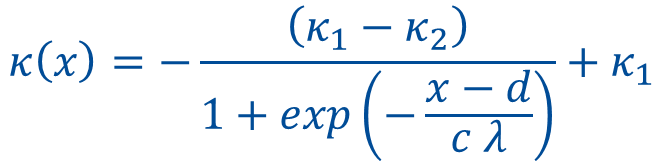 κ(x) = −(κ₁ − κ₂) / (1 + exp(−(x − d) / (c λ))) + κ₁